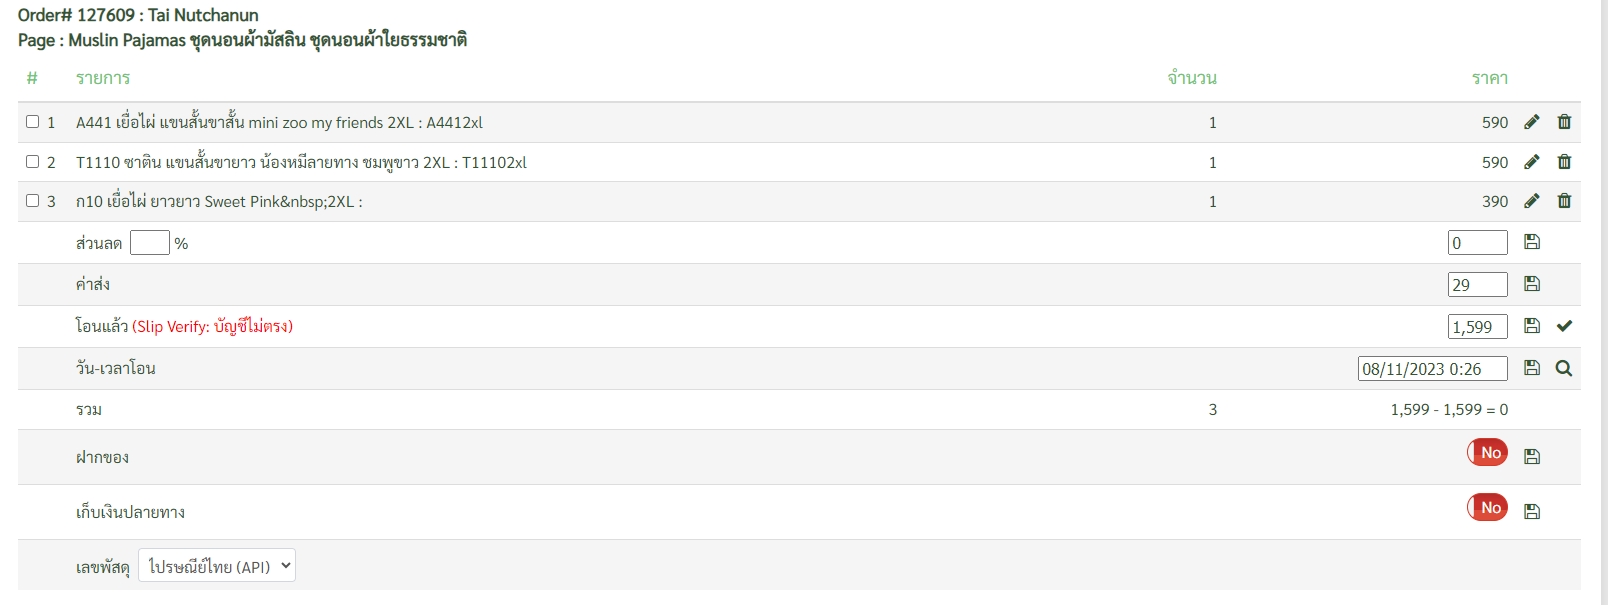 Order# 127609 : Tai Nutchanun
Page : Muslin Pajamas ชุดนอนผ้ามัสลิน ชุดนอนผ้าใยธรรมชาติ
# รายการ จำนวน ราคา
1 A441 เยื่อไผ่ แขนสั้นขาสั้น mini zoo my friends 2XL : A4412xl 1 590
2 T1110 ซาติน แขนสั้นขายาว น้องหมีลายทาง ชมพูขาว 2XL : T11102xl 1 590
3 ก10 เยื่อไผ่ ยาวยาว Sweet Pink&nbsp;2XL : 1 390
ส่วนลด % 0
ค่าส่ง 29
โอนแล้ว (Slip Verify: บัญชีไม่ตรง) 1,599
วัน-เวลาโอน 08/11/2023 0:26
รวม 3 1,599 - 1,599 = 0
ฝากของ No
เก็บเงินปลายทาง No
เลขพัสดุ ไปรษณีย์ไทย (API)